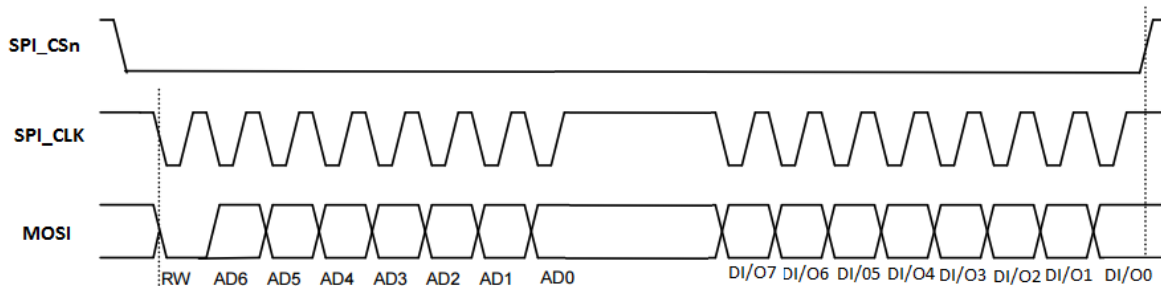 SPI_CSn
SPI_CLK
MOSI
RW AD6 AD5 AD4 AD3 AD2 AD1 AD0 DI/O7 DI/O6 DI/05 DI/O4 DI/O3 DI/O2 DI/O1 DI/O0